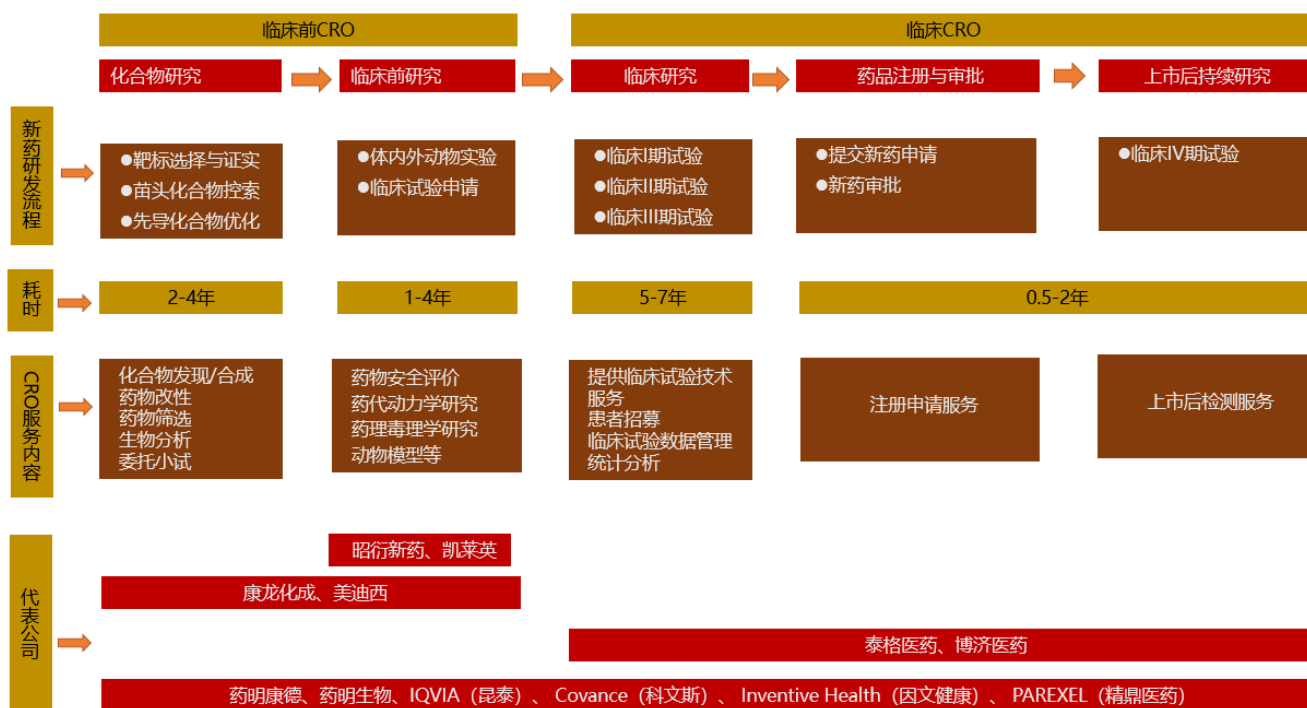 临床前CRO
临床CRO
化合物研究
临床前研究
临床研究
药品注册与审批
上市后持续研究
新药研发流程
●靶标选择与证实
●苗头化合物控索
●先导化合物优化
●体内外动物实验
●临床试验申请
●临床I期试验
●临床II期试验
●临床III期试验
●提交新药申请
●新药审批
●临床IV期试验
耗时
2-4年
1-4年
5-7年
0.5-2年
CRO服务内容
化合物发现/合成
药物改性
药物筛选
生物分析
委托小试
药物安全评价
药代动力学研究
药理毒理学研究
动物模型等
提供临床试验技术
服务
患者招募
临床试验数据管理
统计分析
注册申请服务
上市后检测服务
代表公司
昭衍新药、凯莱英
康龙化成、美迪西
泰格医药、博济医药
药明康德、药明生物、IQVIA（昆泰）、 Covance（科文斯）、 Inventive Health（因文健康）、 PAREXEL（精鼎医药）